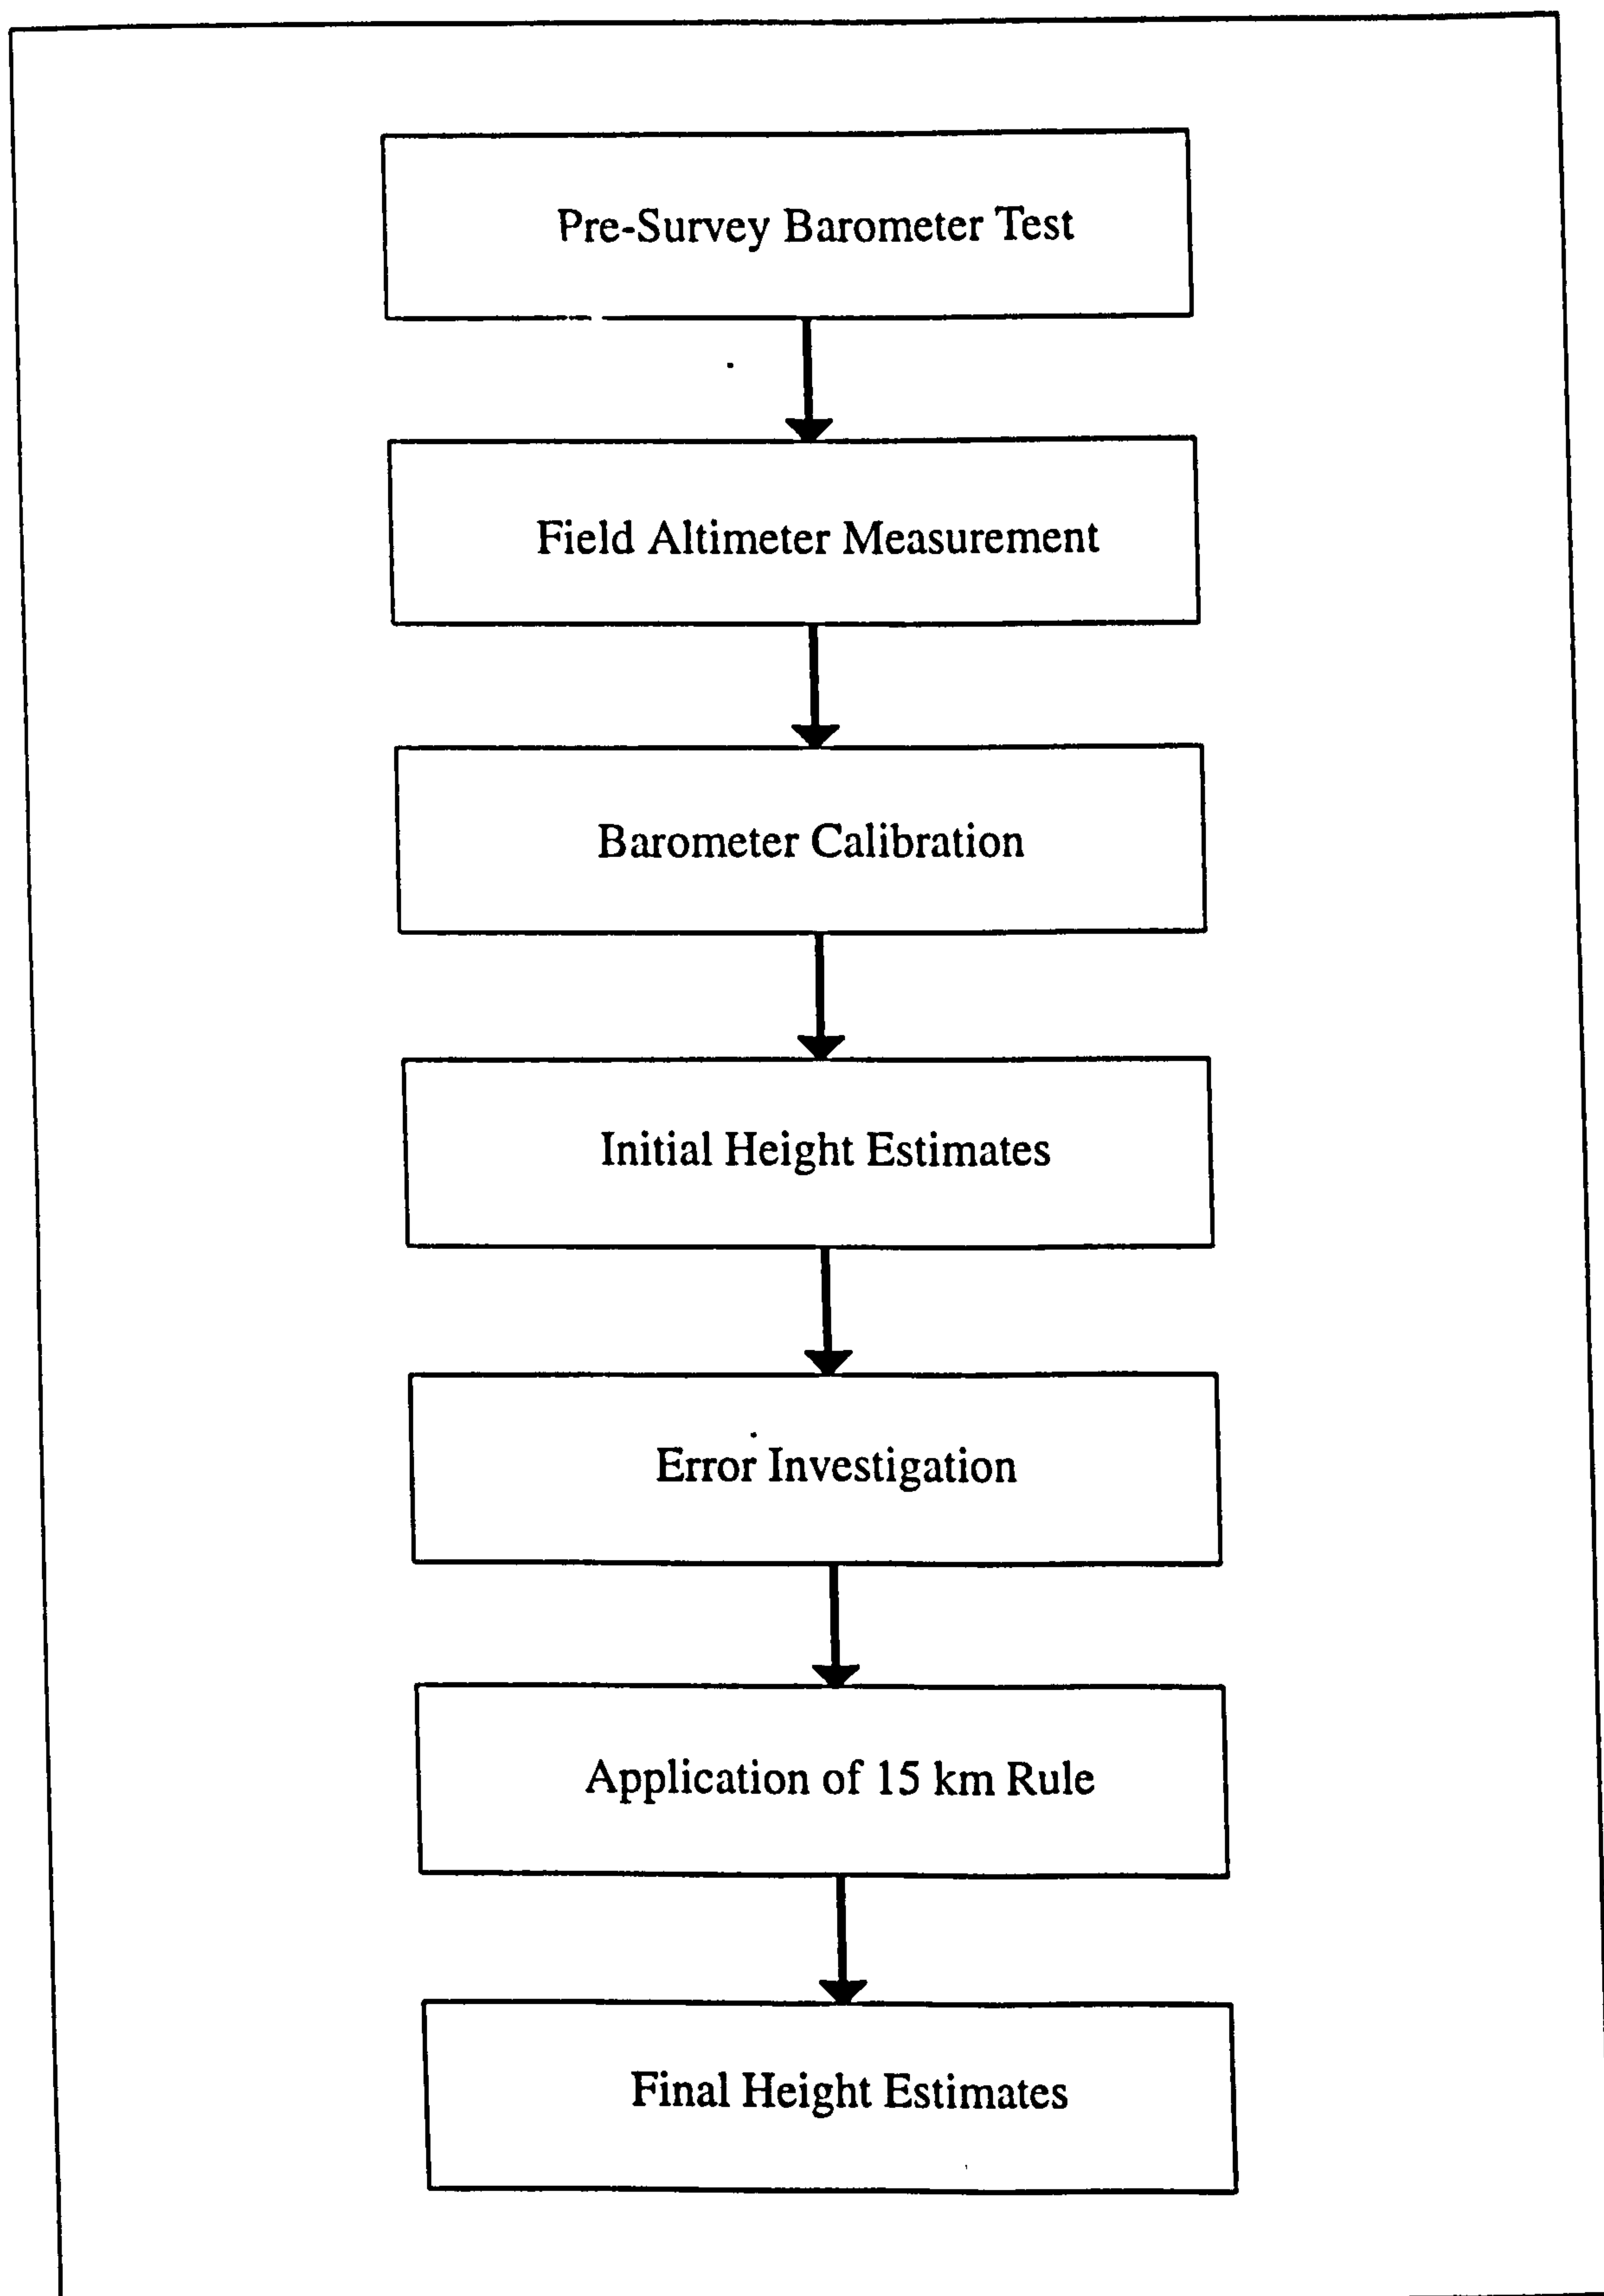 Pre-Survey Barometer Test
Field Altimeter Measurement
Barometer Calibration
Initial Height Estimates
Error Investigation
Application of 15 km Rule
Final Height Estimates